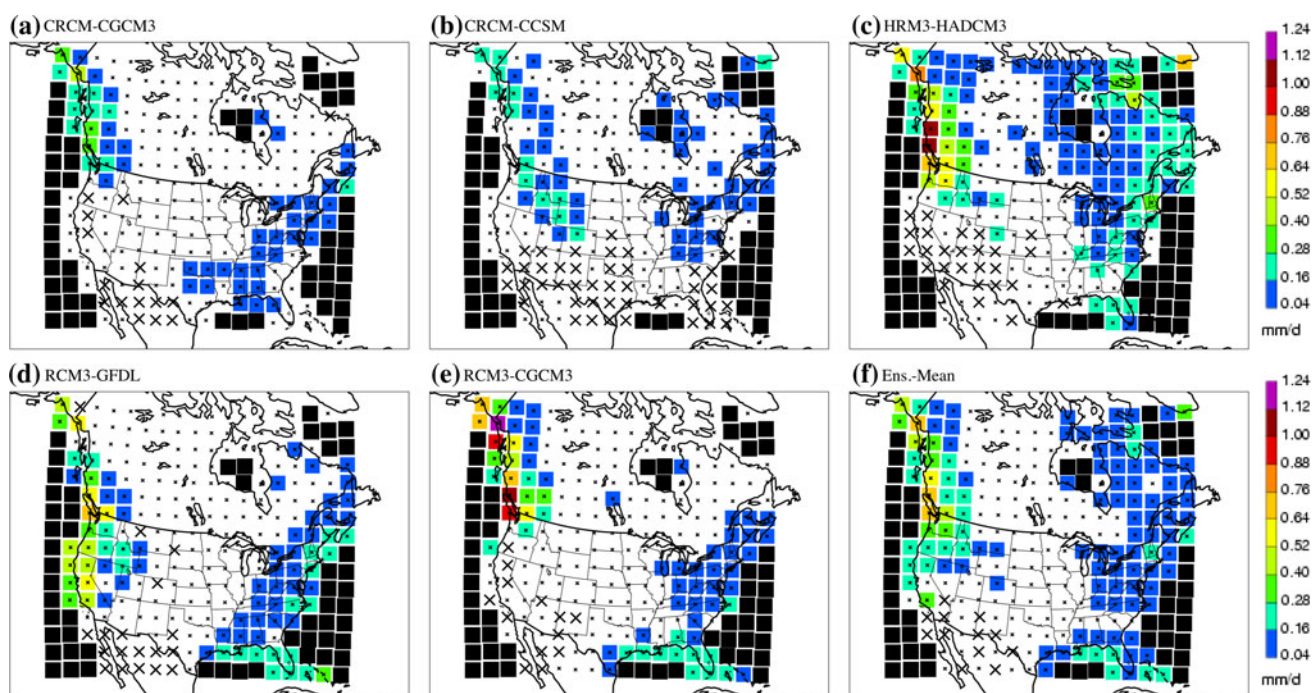 (a) CRCM-CGCM3
(b) CRCM-CCSM
(c) HRM3-HADCM3
1.24
1.12
1.00
0.88
0.76
0.64
0.52
0.40
0.28
0.16
0.04
mm/d
(d) RCM3-GFDL
(e) RCM3-CGCM3
(f) Ens.-Mean
1.24
1.12
1.00
0.88
0.76
0.64
0.52
0.40
0.28
0.16
0.04
mm/d